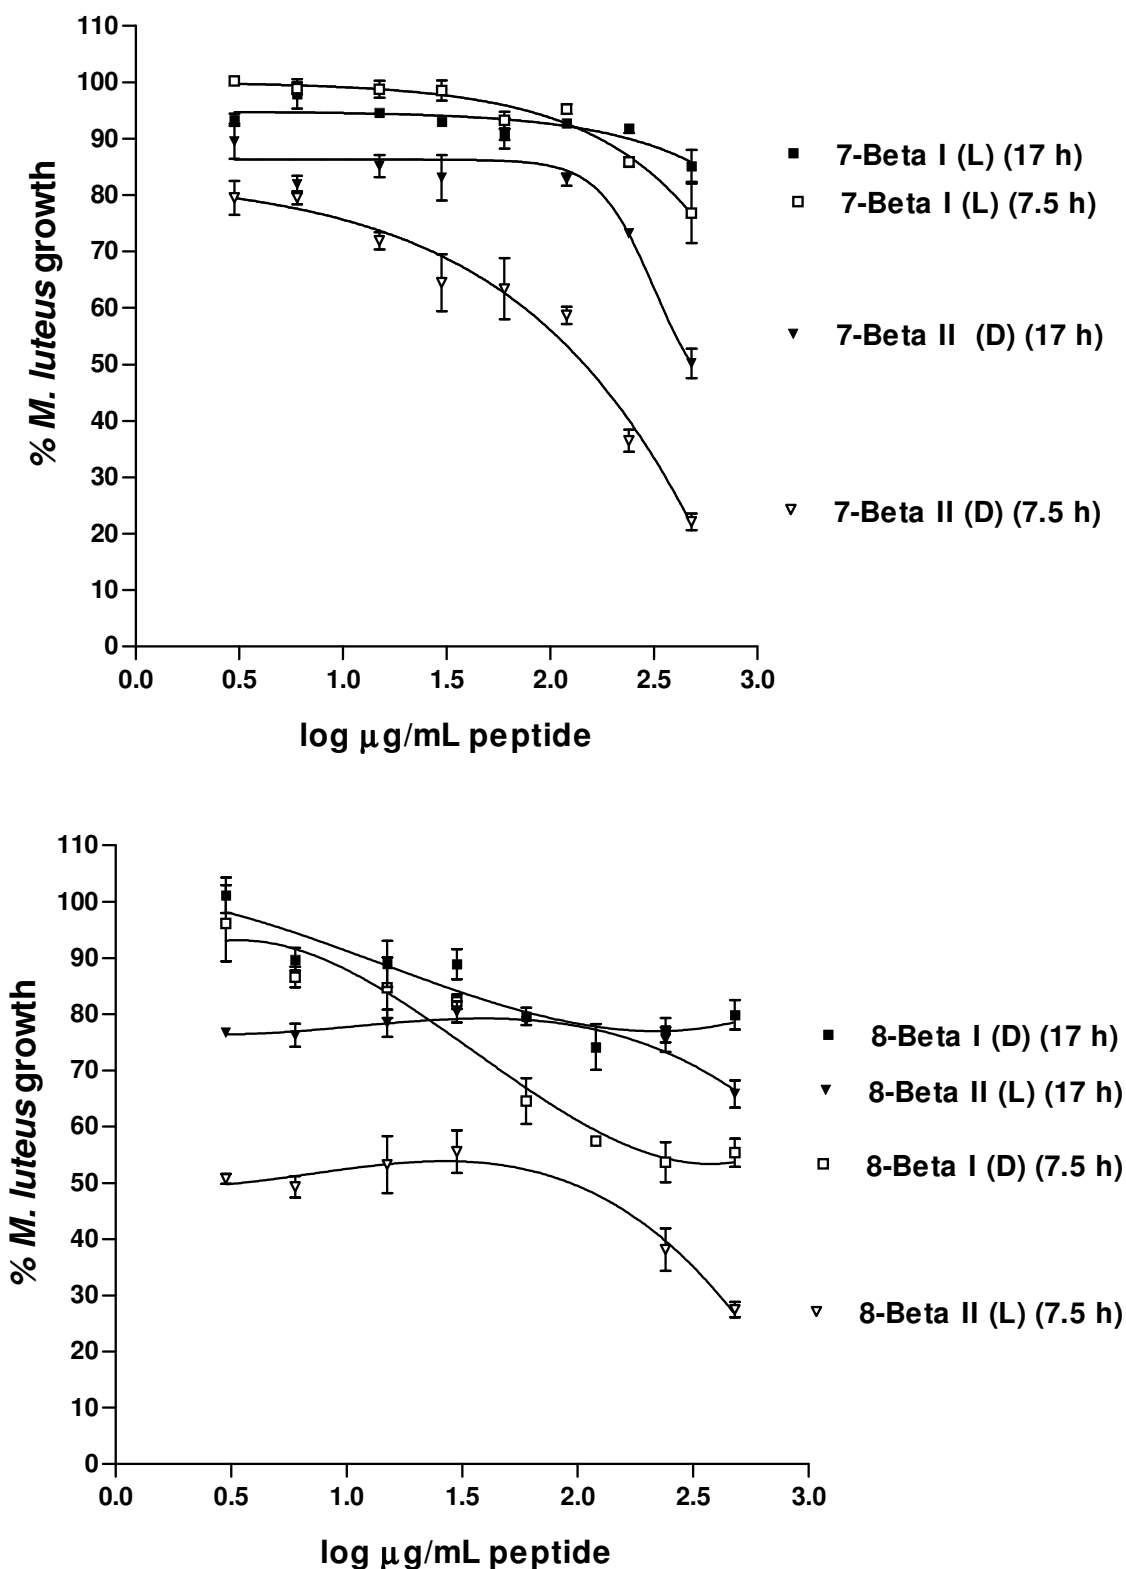 110
100
90
80
70
60
50
40
30
20
10
0
% M. luteus growth
0.0 0.5 1.0 1.5 2.0 2.5 3.0
log μg/mL peptide
7-Beta I (L) (17 h)
7-Beta I (L) (7.5 h)
7-Beta II (D) (17 h)
7-Beta II (D) (7.5 h)
110
100
90
80
70
60
50
40
30
20
10
0
% M. luteus growth
0.0 0.5 1.0 1.5 2.0 2.5 3.0
log μg/mL peptide
8-Beta I (D) (17 h)
8-Beta II (L) (17 h)
8-Beta I (D) (7.5 h)
8-Beta II (L) (7.5 h)